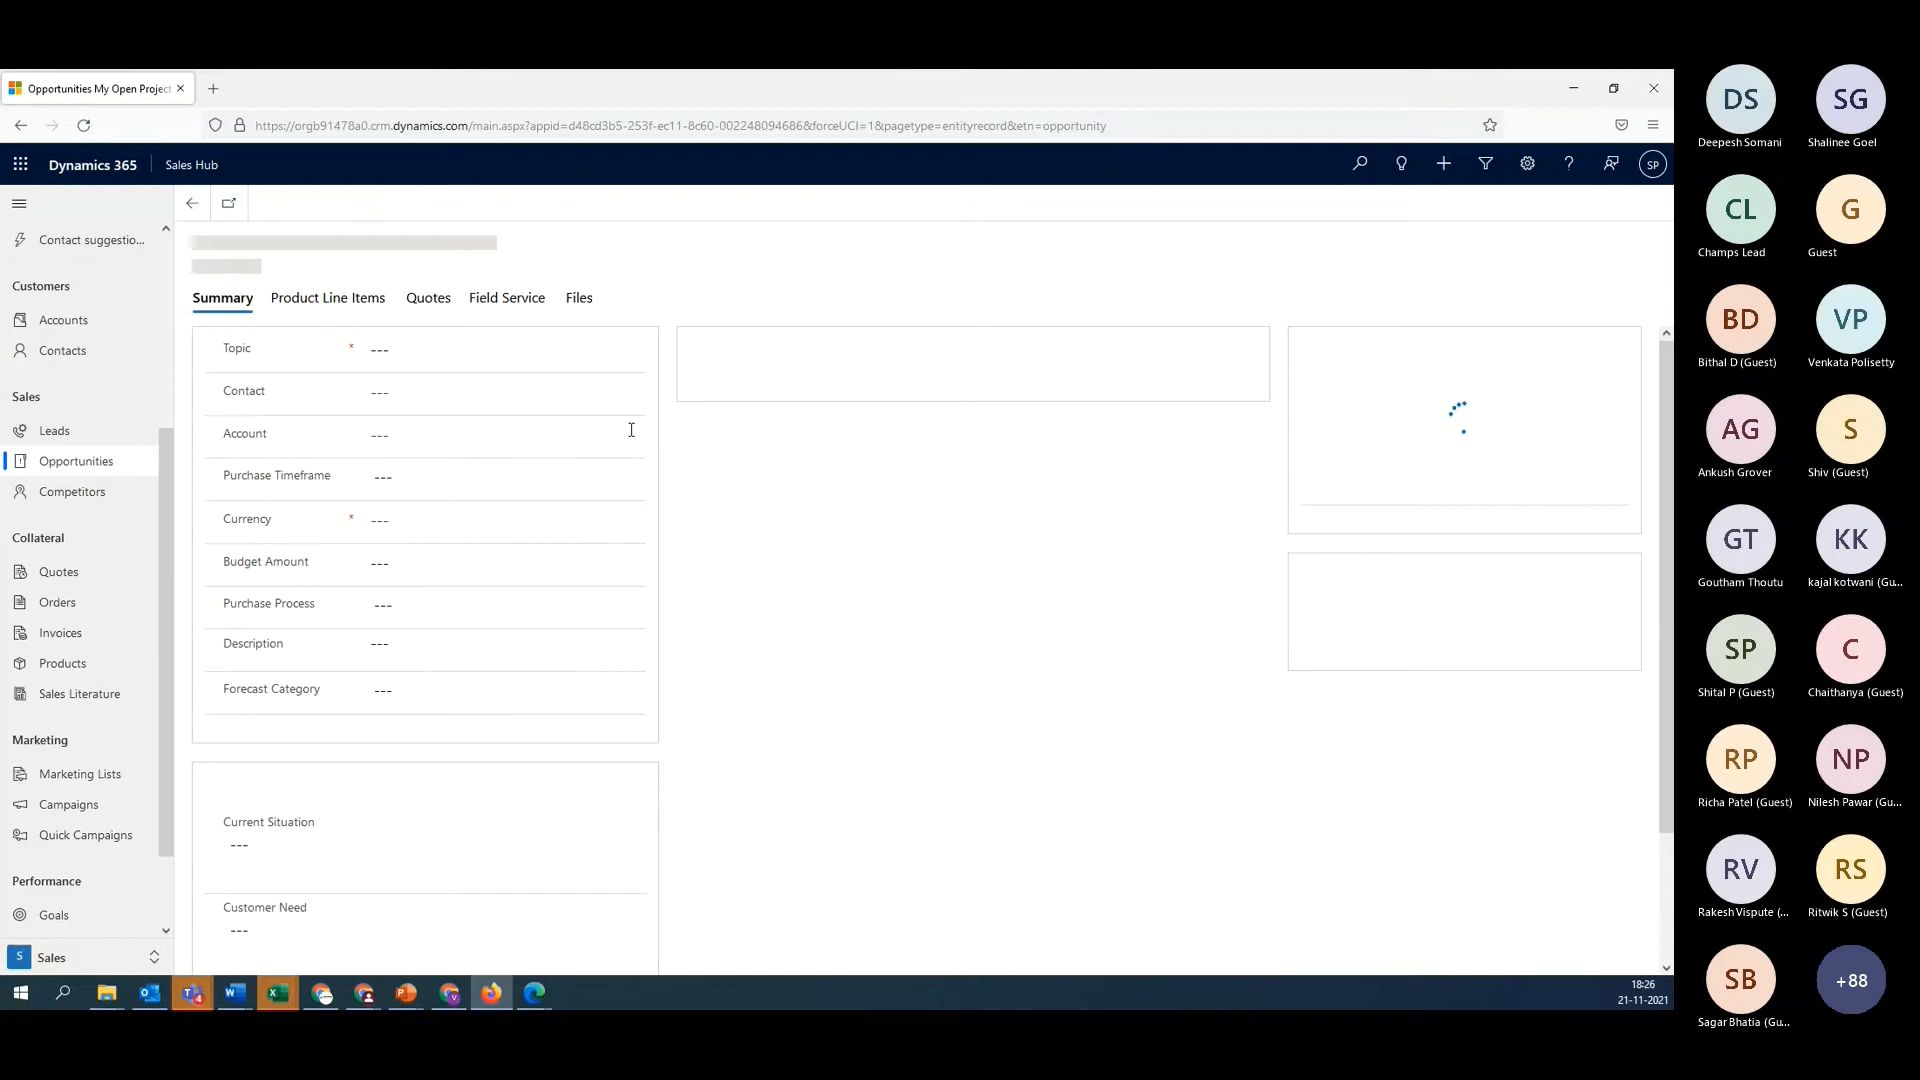 Opportunities My Open Project
https://orgb91478a0.crm.dynamics.com/main.aspx?appid=d48cd3b5-253f-ec11-8c60-002248094686&forceUCI=1&pagetype=entityrecord&etn=opportunity
Dynamics 365
Sales Hub
SP
Contact suggestio...
Customers
Accounts
Contacts
Sales
Leads
Opportunities
Competitors
Collateral
Quotes
Orders
Invoices
Products
Sales Literature
Marketing
Marketing Lists
Campaigns
Quick Campaigns
Performance
Goals
S Sales
Summary Product Line Items Quotes Field Service Files
Topic * ---
Contact ---
Account ---
Purchase Timeframe ---
Currency * ---
Budget Amount ---
Purchase Process ---
Description ---
Forecast Category ---
Current Situation
---
Customer Need
---
4
18:26
21-11-2021
DS SG
Deepesh Somani Shalinee Goel
CL G
Champs Lead Guest
BD VP
Bithal D (Guest) Venkata Polisetty
AG S
Ankush Grover Shiv (Guest)
GT KK
Goutham Thoutu kajal kotwani (Gu...
SP C
Shital P (Guest) Chaithanya (Guest)
RP NP
Richa Patel (Guest) Nilesh Pawar (Gu...
RV RS
Rakesh Vispute (... Ritwik S (Guest)
SB +88
Sagar Bhatia (Gu...